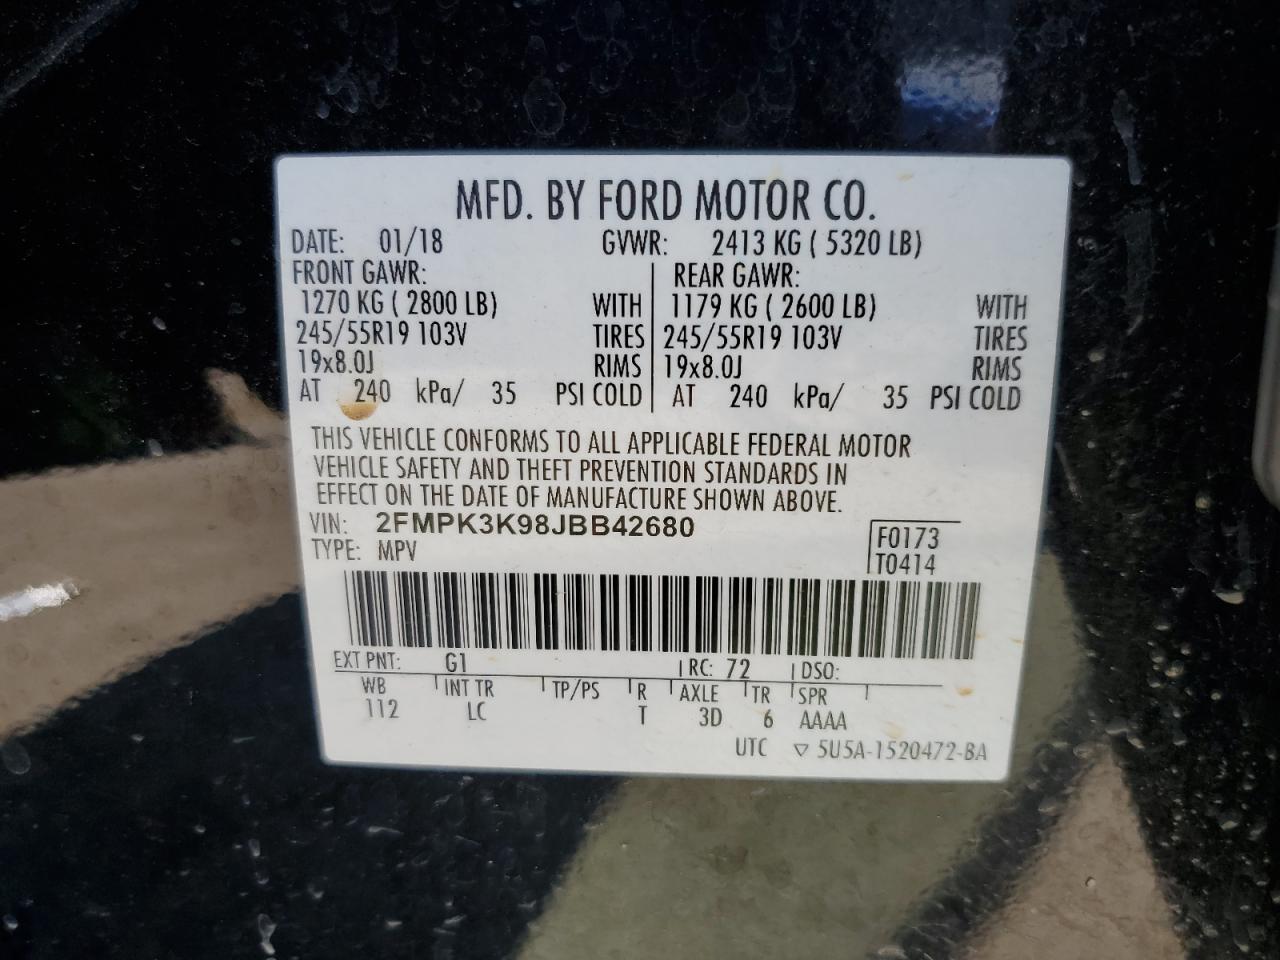 MFD. BY FORD MOTOR CO.
DATE: 01/18 GVWR: 2413 KG ( 5320 LB)
FRONT GAWR: REAR GAWR:
1270 KG ( 2800 LB) WITH 1179 KG ( 2600 LB) WITH
245/55R19 103V TIRES 245/55R19 103V TIRES
19x8.0J RIMS 19x8.0J RIMS
AT 240 kPa/ 35 PSI COLD AT 240 kPa/ 35 PSI COLD
THIS VEHICLE CONFORMS TO ALL APPLICABLE FEDERAL MOTOR
VEHICLE SAFETY AND THEFT PREVENTION STANDARDS IN
EFFECT ON THE DATE OF MANUFACTURE SHOWN ABOVE.
VIN: 2FMPK3K98JBB42680
TYPE: MPV
F0173
T0414
EXT PNT: G1 RC: 72 DSO:
WB INT TR TP/PS R AXLE TR SPR
112 LC T 3D 6 AAAA
UTC ▽ 5U5A-1520472-BA